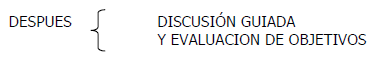 DESPUES
DISCUSIÓN GUIADA
Y EVALUACION DE OBJETIVOS